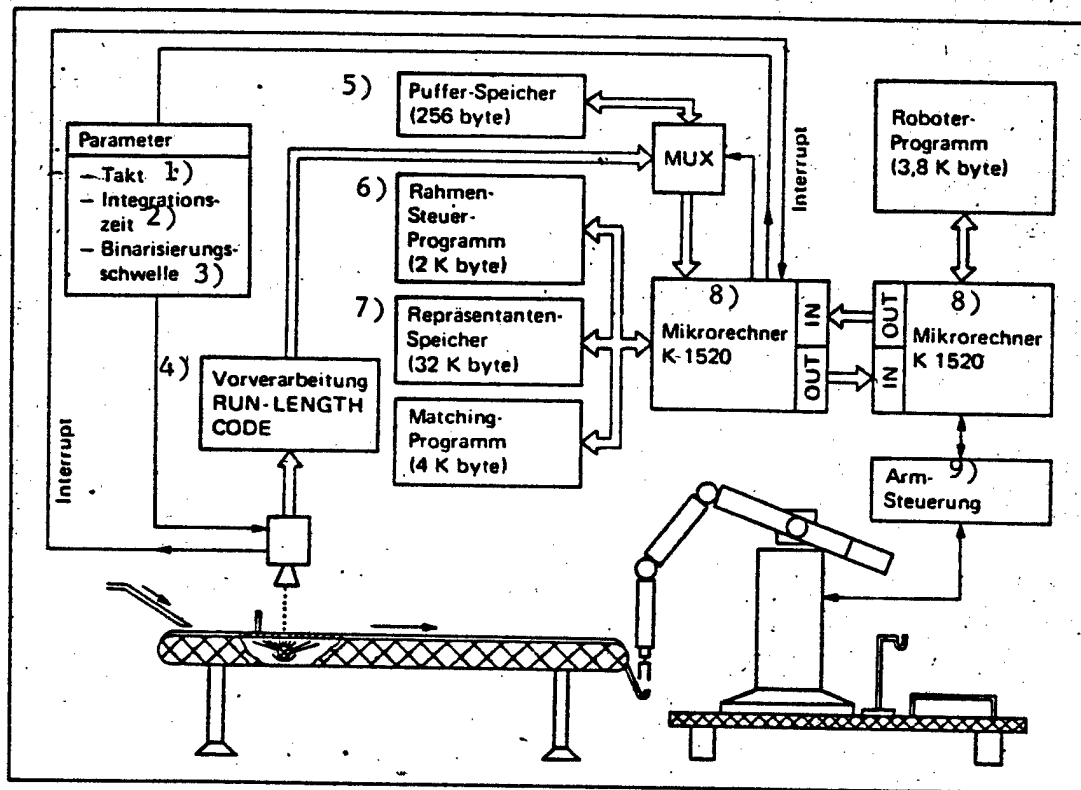 5) Puffer-Speicher
(256 byte)
Parameter
— Takt 1)
— Integrations-
zeit 2)
— Binarisierungs-
schwelle 3)
MUX
Interrupt
Roboter-
Programm
(3,8 K byte)
6) Rahmen-
Steuer-
Programm
(2 K byte)
7) Repräsentanten-
Speicher
(32 K byte)
8)
Mikrorechner
K 1520
IN
OUT
OUT
IN
8)
Mikrorechner
K 1520
4) Vorverarbeitung
RUN-LENGTH
CODE
Matching-
Programm
(4 K byte)
Interrupt
Arm- 9)
Steuerung